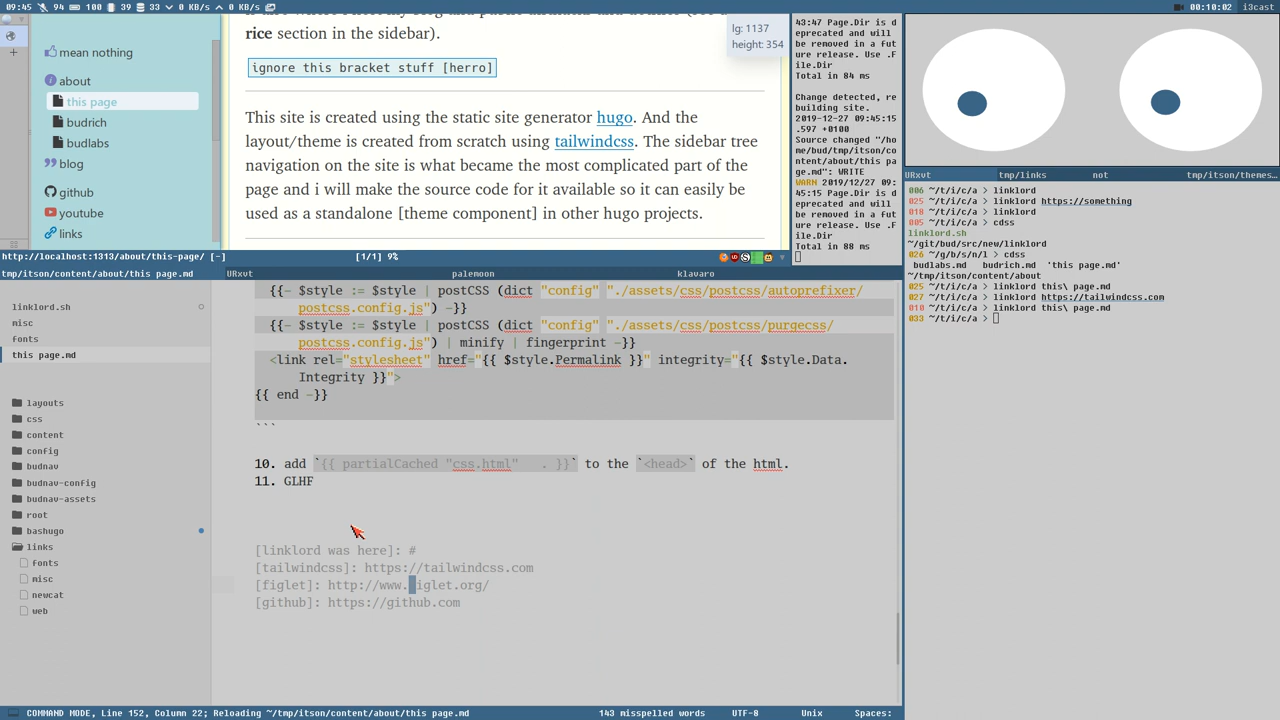 09:45 94 100 39 33 0 KB/s 0 KB/s
00:10:02 i3cast
mean nothing
about
this page
budrich
budlabs
blog
github
youtube
links
rice section in the sidebar).
ignore this bracket stuff [herro]
This site is created using the static site generator hugo. And the
layout/theme is created from scratch using tailwindcss. The sidebar tree
navigation on the site is what became the most complicated part of the
page and i will make the source code for it available so it can easily be
used as a standalone [theme component] in other hugo projects.
lg: 1137
height: 354
http://localhost:1313/about/this-page/ [-] [1/1] 9%
43:47 Page.Dir is d
eprecated and will
be removed in a fut
ure release. Use .F
ile.Dir
Total in 84 ms
Change detected, re
building site.
2019-12-27 09:45:15
.597 +0100
Source changed "/ho
me/bud/tmp/itson/co
ntent/about/this pa
ge.md": WRITE
WARN 2019/12/27 09:
45:15 Page.Dir is d
eprecated and will
be removed in a fut
ure release. Use .F
ile.Dir
Total in 88 ms
URxvt tmp/links not tmp/itson/themes...
006 ~/t/i/c/a > linklord
025 ~/t/i/c/a > linklord https://something
018 ~/t/i/c/a > linklord
005 ~/t/i/c/a > cdss
linklord.sh
~/git/bud/src/new/linklord
026 ~/g/b/s/n/l > cdss
budlabs.md budrich.md 'this page.md'
~/tmp/itson/content/about
025 ~/t/i/c/a > linklord this\ page.md
027 ~/t/i/c/a > linklord https://tailwindcss.com
010 ~/t/i/c/a > linklord this\ page.md
033 ~/t/i/c/a >
tmp/itson/content/about/this page.md URxvt palemoon klavaro
linklord.sh
misc
fonts
this page.md
layouts
css
content
config
budnav
budnav-config
budnav-assets
root
bashugo
links
fonts
misc
newcat
web
{{- $style := $style | postCSS (dict "config" "./assets/css/postcss/autoprefixer/
postcss.config.js") -}}
{{- $style := $style | postCSS (dict "config" "./assets/css/postcss/purgecss/
postcss.config.js") | minify | fingerprint -}}
<link rel="stylesheet" href="{{ $style.Permalink }}" integrity="{{ $style.Data.
Integrity }}">
{{ end -}}
```
10. add `{{ partialCached "css.html" . }}` to the `<head>` of the html.
11. GLHF
[linklord was here]: #
[tailwindcss]: https://tailwindcss.com
[figlet]: http://www.figlet.org/
[github]: https://github.com
COMMAND MODE, Line 152, Column 22; Reloading ~/tmp/itson/content/about/this page.md 143 misspelled words UTF-8 Unix Spaces: